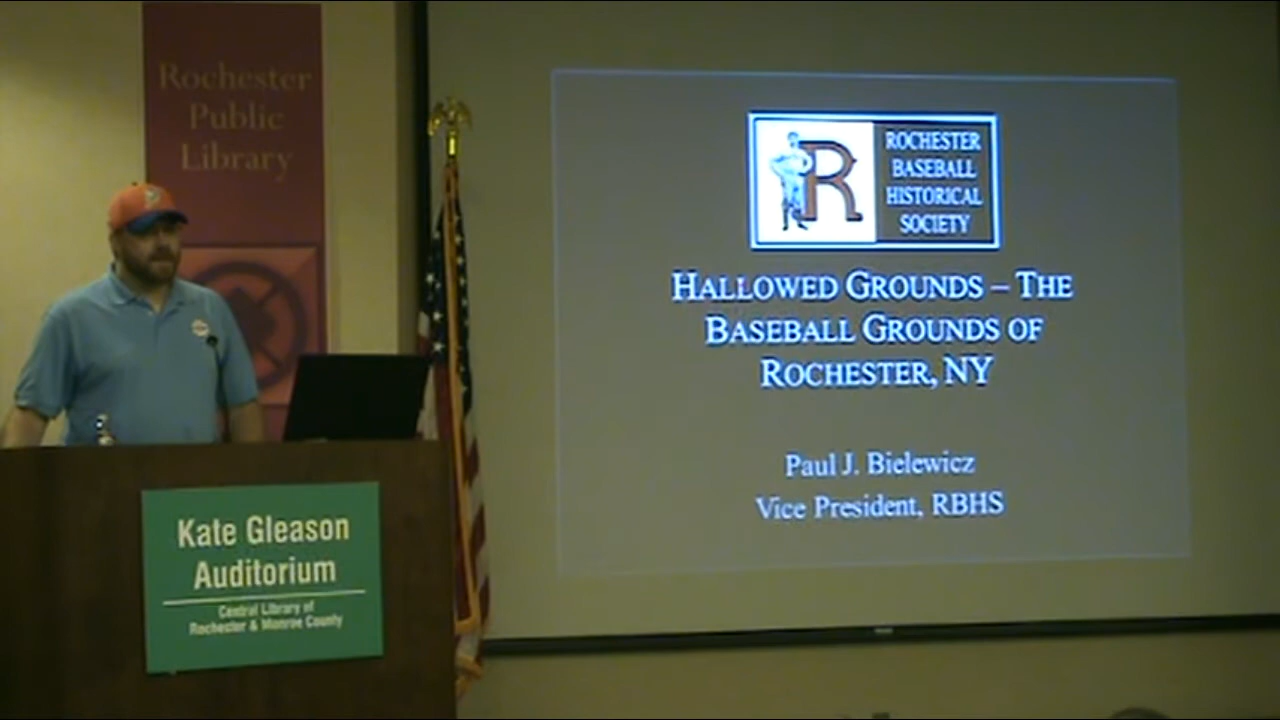 Rochester
Public
Library
ROCHESTER
BASEBALL
HISTORICAL
SOCIETY
R
HALLOWED GROUNDS – THE
BASEBALL GROUNDS OF
ROCHESTER, NY
Paul J. Bielewicz
Vice President, RBHS
Kate Gleason
Auditorium
Central Library of
Rochester & Monroe County